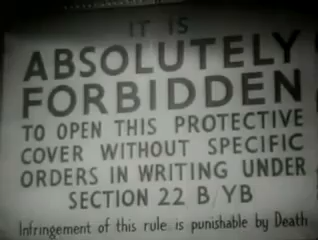 IT IS
ABSOLUTELY
FORBIDDEN
TO OPEN THIS PROTECTIVE
COVER WITHOUT SPECIFIC
ORDERS IN WRITING UNDER
SECTION 22 B/YB
Infringement of this rule is punishable by Death